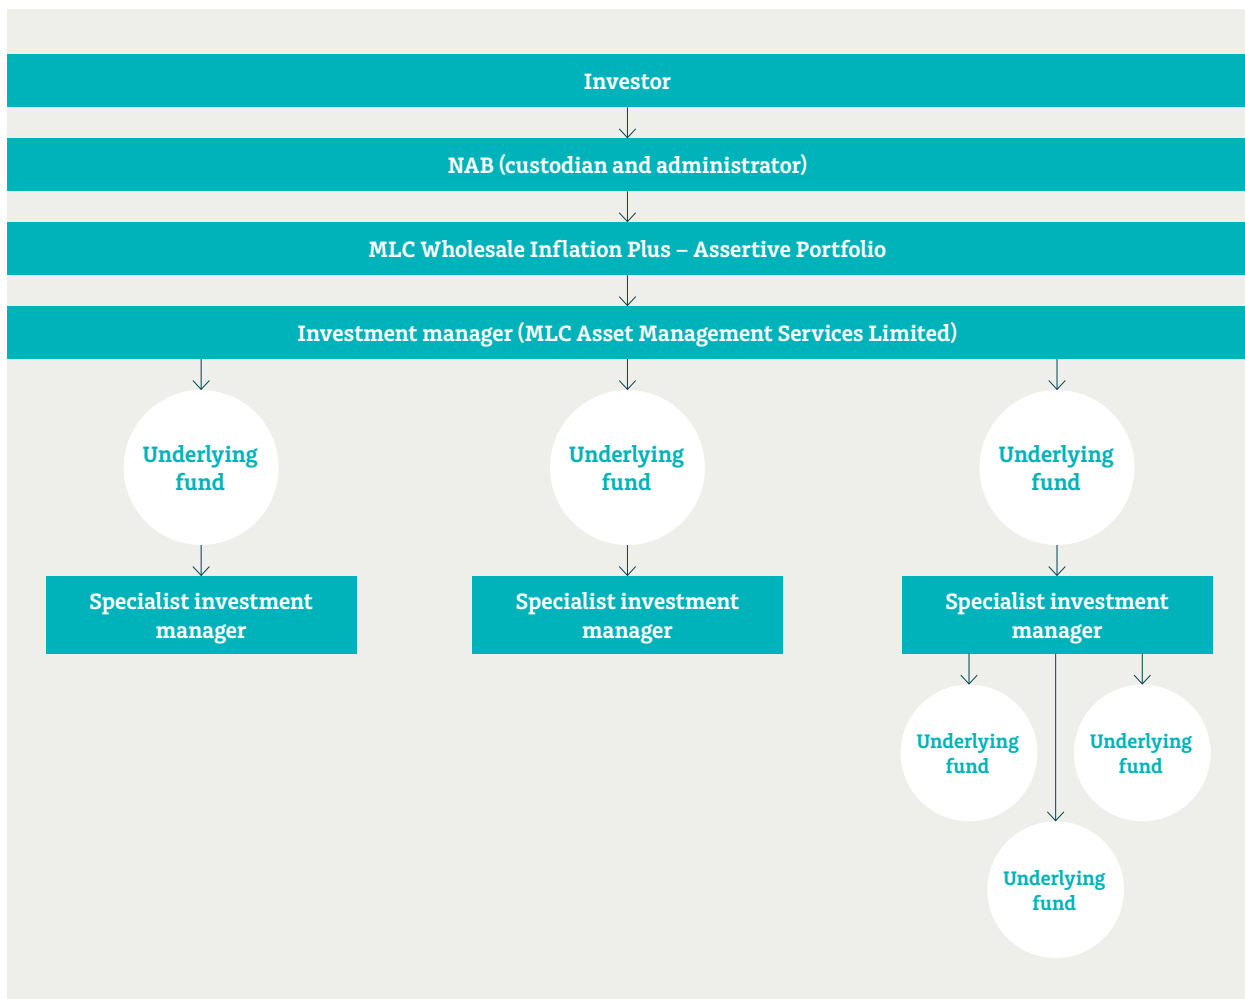 Investor
NAB (custodian and administrator)
MLC Wholesale Inflation Plus – Assertive Portfolio
Investment manager (MLC Asset Management Services Limited)
Underlying
fund
Underlying
fund
Underlying
fund
Specialist investment
manager
Specialist investment
manager
Specialist investment
manager
Underlying
fund
Underlying
fund
Underlying
fund